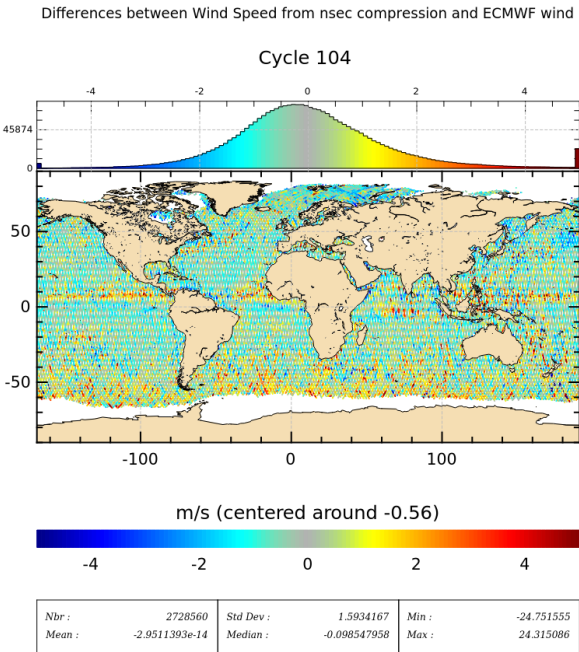 Differences between Wind Speed from nsec compression and ECMWF wind
Cycle 104
-4 -2 0 2 4
45874
0
50
0
-50
-100 0 100
m/s (centered around -0.56)
-4 -2 0 2 4
Nbr : 2728560 Std Dev : 1.5934167 Min : -24.751555
Mean : -2.9511393e-14 Median : -0.098547958 Max : 24.315086